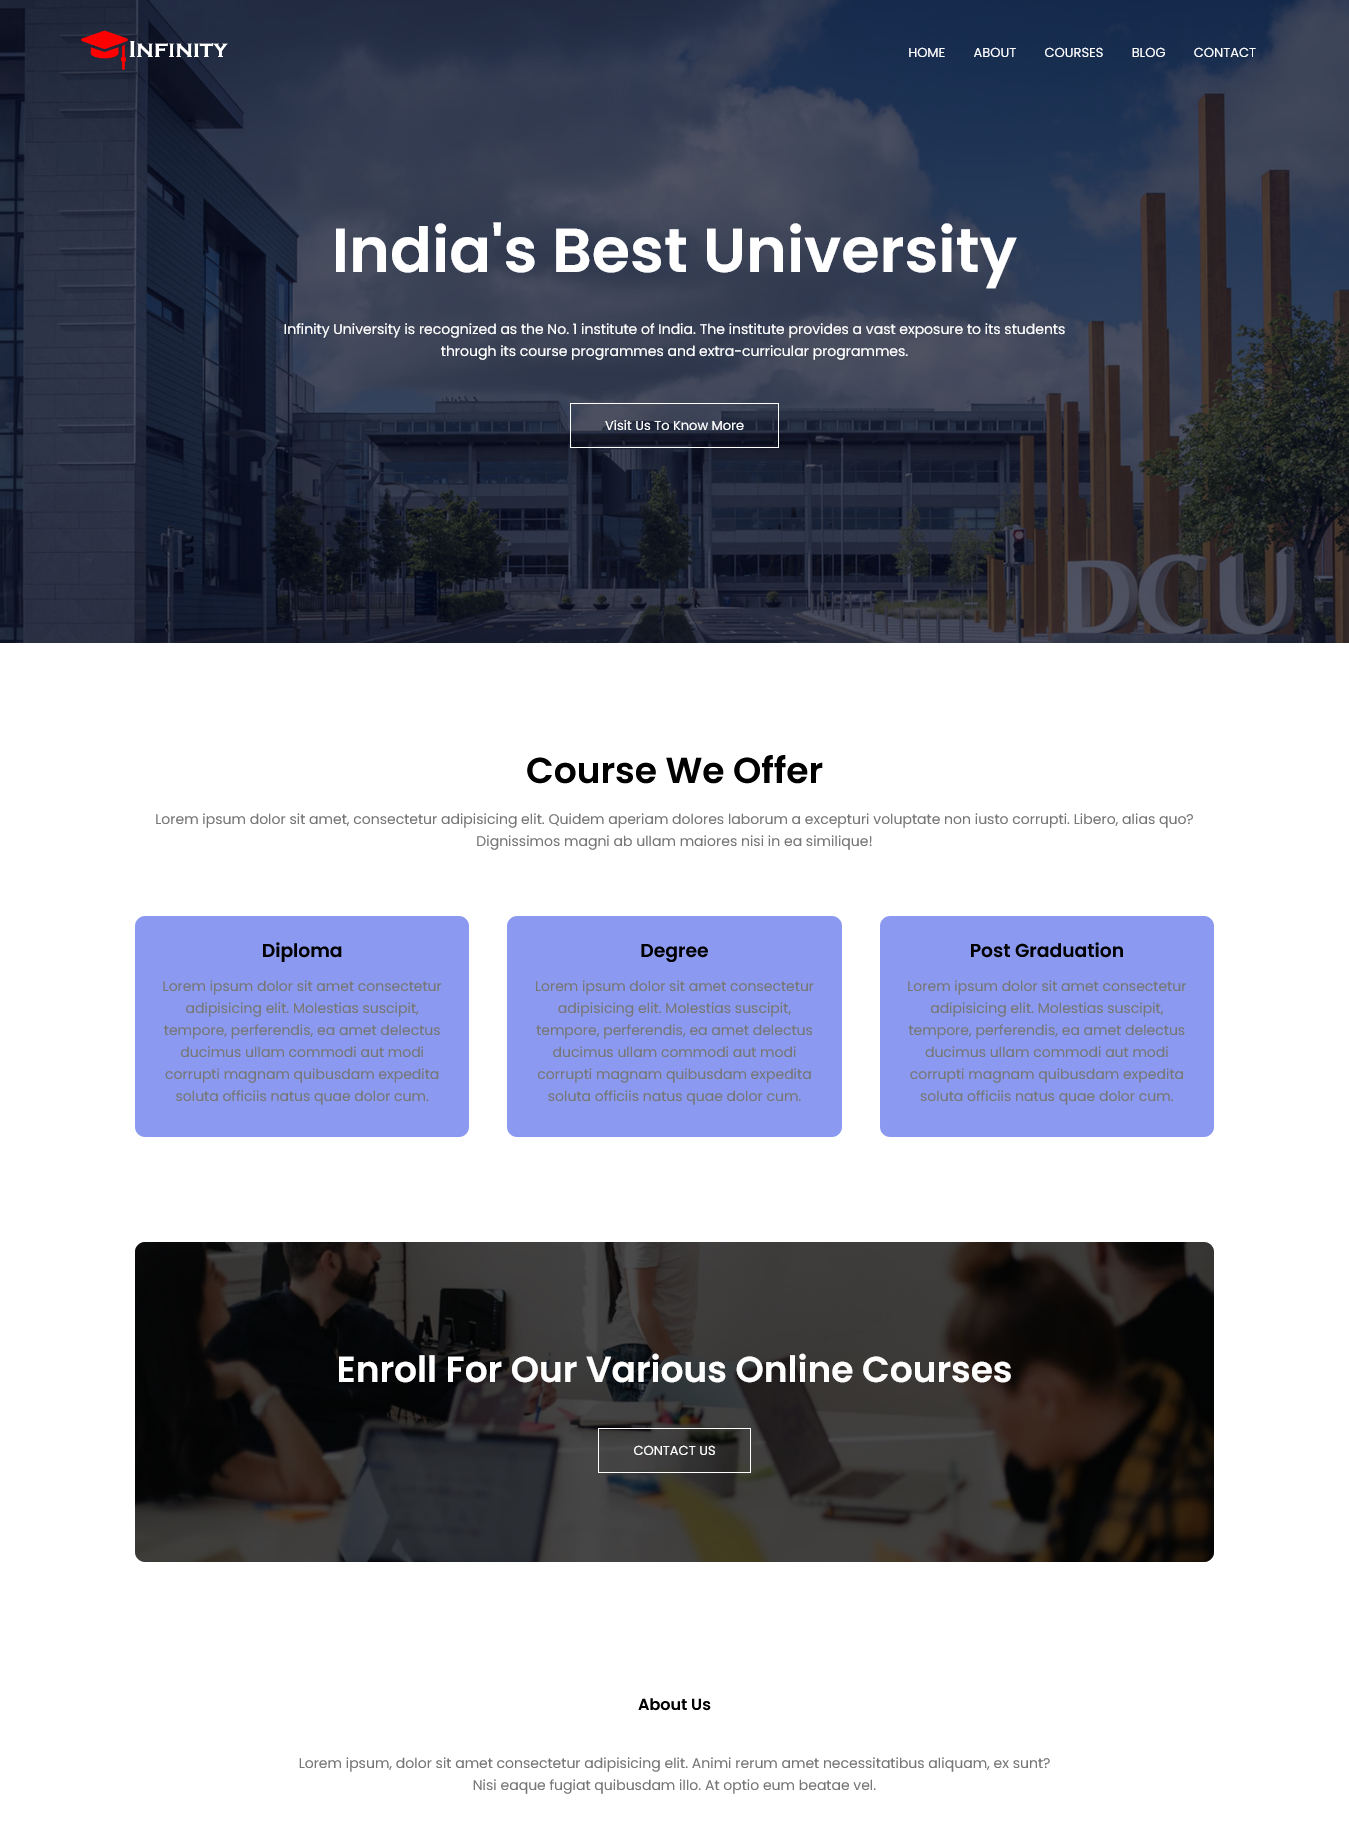 INFINITY
HOME ABOUT COURSES BLOG CONTACT
India's Best University
Infinity University is recognized as the No. 1 institute of India. The institute provides a vast exposure to its students
through its course programmes and extra-curricular programmes.
Visit Us To Know More
DCU
Course We Offer
Lorem ipsum dolor sit amet, consectetur adipisicing elit. Quidem aperiam dolores laborum a excepturi voluptate non iusto corrupti. Libero, alias quo?
Dignissimos magni ab ullam maiores nisi in ea similique!
Diploma
Lorem ipsum dolor sit amet consectetur
adipisicing elit. Molestias suscipit,
tempore, perferendis, ea amet delectus
ducimus ullam commodi aut modi
corrupti magnam quibusdam expedita
soluta officiis natus quae dolor cum.
Degree
Lorem ipsum dolor sit amet consectetur
adipisicing elit. Molestias suscipit,
tempore, perferendis, ea amet delectus
ducimus ullam commodi aut modi
corrupti magnam quibusdam expedita
soluta officiis natus quae dolor cum.
Post Graduation
Lorem ipsum dolor sit amet consectetur
adipisicing elit. Molestias suscipit,
tempore, perferendis, ea amet delectus
ducimus ullam commodi aut modi
corrupti magnam quibusdam expedita
soluta officiis natus quae dolor cum.
Enroll For Our Various Online Courses
CONTACT US
About Us
Lorem ipsum, dolor sit amet consectetur adipisicing elit. Animi rerum amet necessitatibus aliquam, ex sunt?
Nisi eaque fugiat quibusdam illo. At optio eum beatae vel.